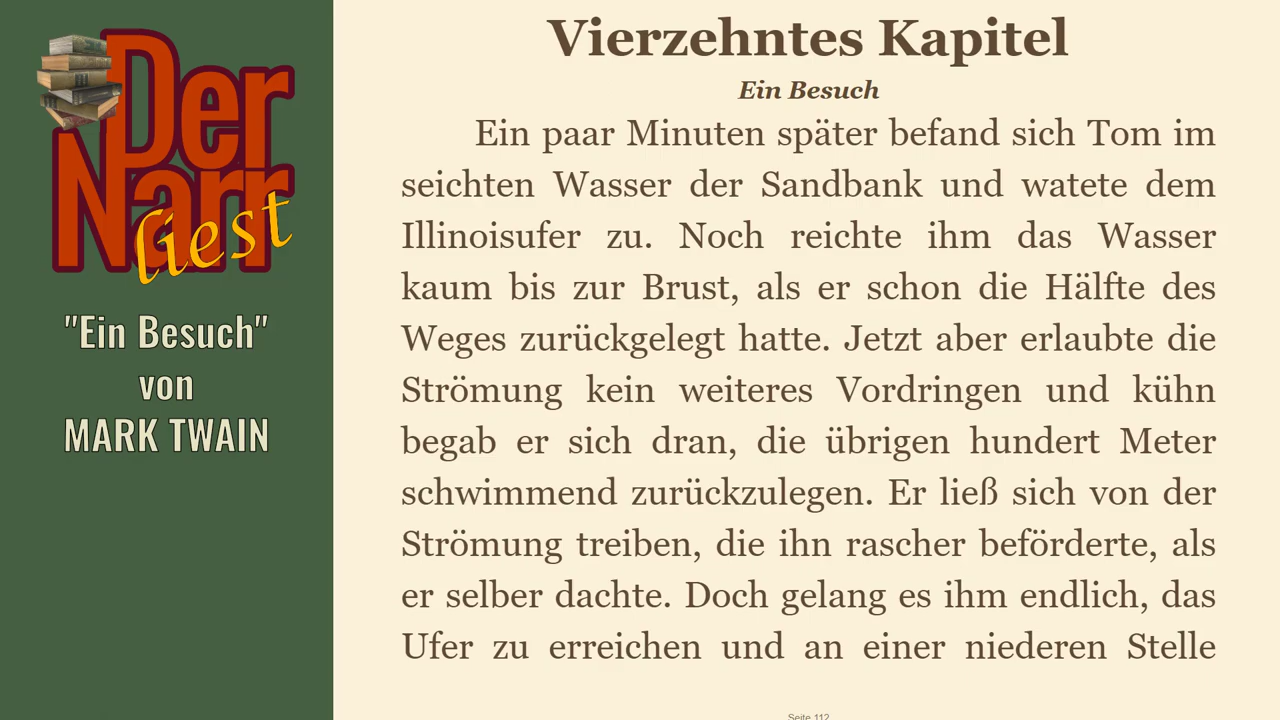 Der
Narr
liest
"Ein Besuch"
von
MARK TWAIN
Vierzehntes Kapitel
Ein Besuch
Ein paar Minuten später befand sich Tom im
seichten Wasser der Sandbank und watete dem
Illinoisufer zu. Noch reichte ihm das Wasser
kaum bis zur Brust, als er schon die Hälfte des
Weges zurückgelegt hatte. Jetzt aber erlaubte die
Strömung kein weiteres Vordringen und kühn
begab er sich dran, die übrigen hundert Meter
schwimmend zurückzulegen. Er ließ sich von der
Strömung treiben, die ihn rascher beförderte, als
er selber dachte. Doch gelang es ihm endlich, das
Ufer zu erreichen und an einer niederen Stelle
Seite 112